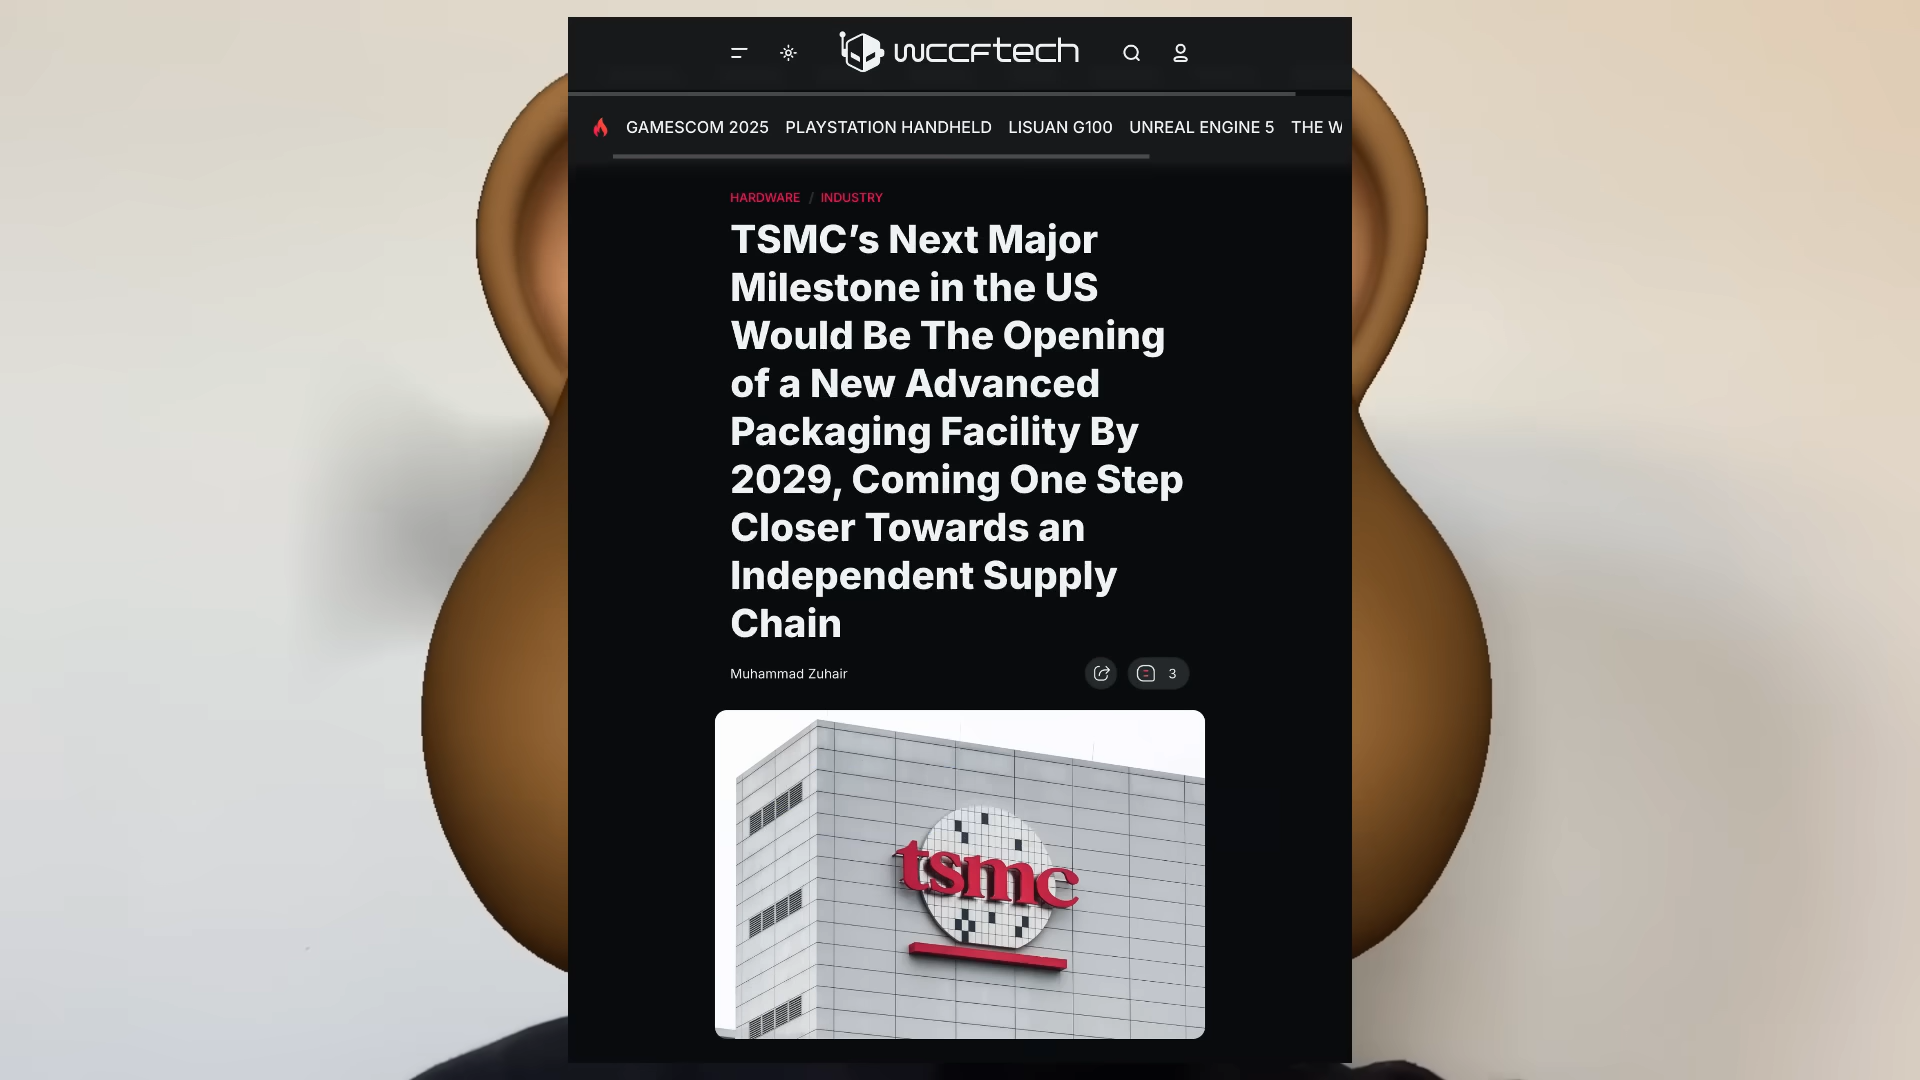 wccftech
GAMESCOM 2025 PLAYSTATION HANDHELD LISUAN G100 UNREAL ENGINE 5 THE W
HARDWARE / INDUSTRY
TSMC’s Next Major
Milestone in the US
Would Be The Opening
of a New Advanced
Packaging Facility By
2029, Coming One Step
Closer Towards an
Independent Supply
Chain
Muhammad Zuhair
3
tsmc